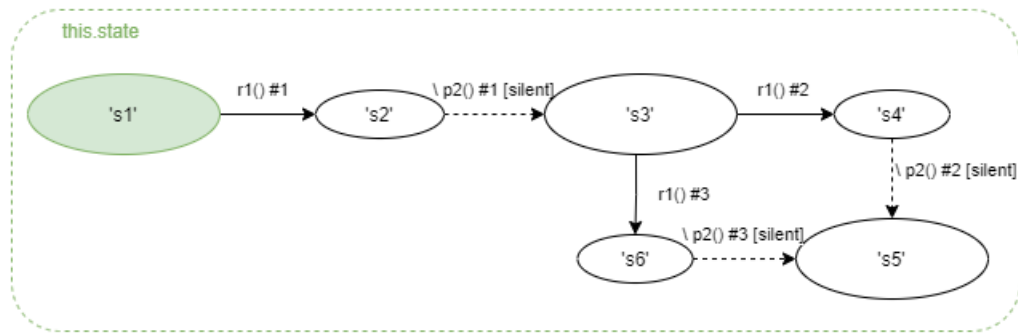 this.state
's1'
r1() #1
's2'
\ p2() #1 [silent]
's3'
r1() #2
's4'
\ p2() #2 [silent]
r1() #3
's6'
\ p2() #3 [silent]
's5'